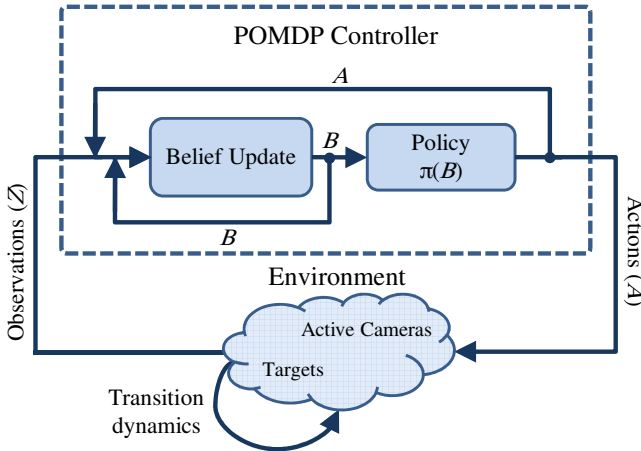 POMDP Controller
A
Belief Update
B
Policy
π(B)
B
Observations (Z)
Actions (A)
Environment
Active Cameras
Targets
Transition
dynamics